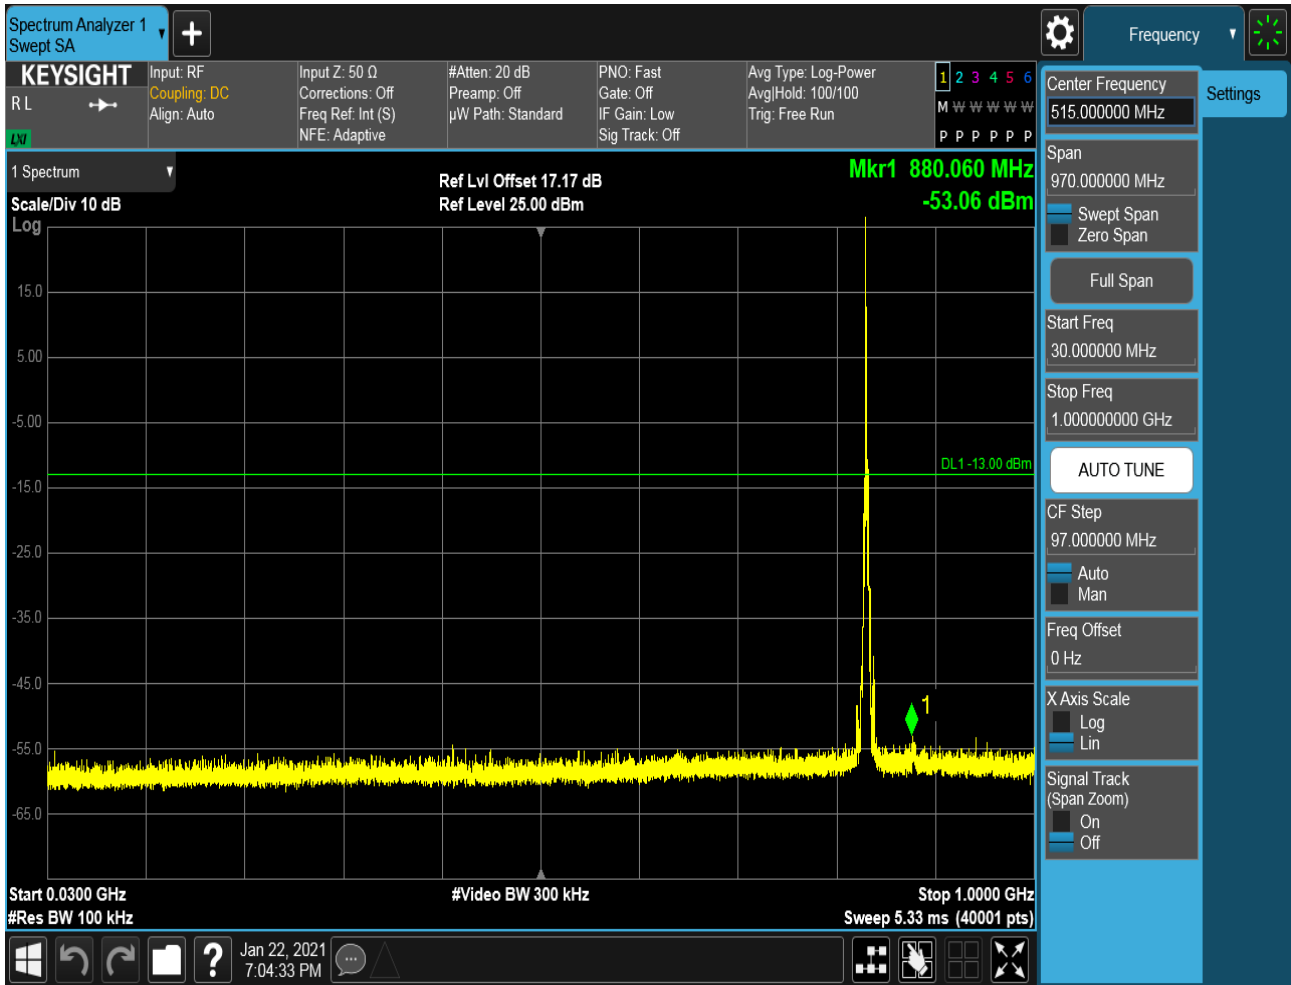 Spectrum Analyzer 1
Swept SA
Frequency
KEYSIGHT
R L
LXI
Input: RF
Coupling: DC
Align: Auto
Input Z: 50 Ω
Corrections: Off
Freq Ref: Int (S)
NFE: Adaptive
#Atten: 20 dB
Preamp: Off
µW Path: Standard
PNO: Fast
Gate: Off
IF Gain: Low
Sig Track: Off
Avg Type: Log-Power
Avg|Hold: 100/100
Trig: Free Run
1 2 3 4 5 6
M W W W W W
P P P P P P
1 Spectrum
Scale/Div 10 dB
Log
Ref Lvl Offset 17.17 dB
Ref Level 25.00 dBm
Mkr1 880.060 MHz
-53.06 dBm
15.0
5.00
-5.00
-15.0
-25.0
-35.0
-45.0
-55.0
-65.0
DL1 -13.00 dBm
1
Start 0.0300 GHz
#Res BW 100 kHz
#Video BW 300 kHz
Stop 1.0000 GHz
Sweep 5.33 ms (40001 pts)
Center Frequency
515.000000 MHz
Settings
Span
970.000000 MHz
Swept Span
Zero Span
Full Span
Start Freq
30.000000 MHz
Stop Freq
1.000000000 GHz
AUTO TUNE
CF Step
97.000000 MHz
Auto
Man
Freq Offset
0 Hz
X Axis Scale
Log
Lin
Signal Track
(Span Zoom)
On
Off
?
Jan 22, 2021
7:04:33 PM